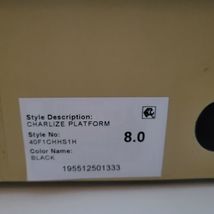 Style Description:
CHARLIZE PLATFORM
Style No:
40F1CHHS1H
8.0
Color Name:
BLACK
195512501333